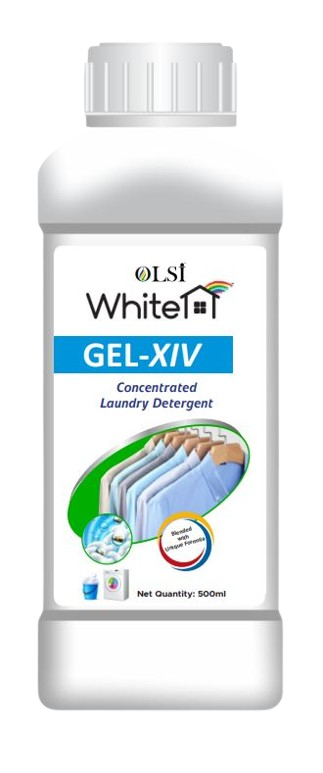 OLSI
White
GEL-XIV
Concentrated
Laundry Detergent
Blended
with
Unique Formula
Net Quantity: 500ml